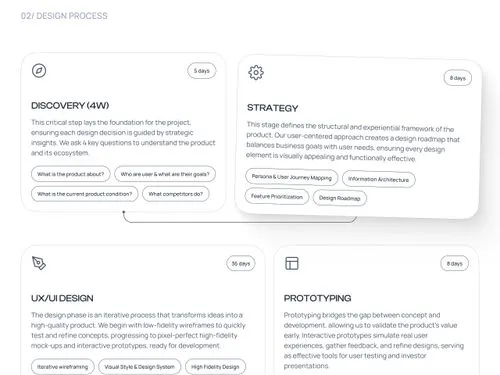 02/ DESIGN PROCESS
5 days
DISCOVERY (4W)
This critical step lays the foundation for the project,
ensuring each design decision is guided by strategic
insights. We ask 4 key questions to understand the product
and its ecosystem.
What is the product about?
Who are user & what are their goals?
What is the current product condition?
What competitors do?
8 days
STRATEGY
This stage defines the structural and experiential framework of the
product. Our user-centered approach creates a design roadmap that
balances business goals with user needs, ensuring every design
element is visually appealing and functionally effective.
Persona & User Journey Mapping
Information Architecture
Feature Prioritization
Design Roadmap
36 days
UX/UI DESIGN
The design phase is an iterative process that transforms ideas into a
high-quality product. We begin with low-fidelity wireframes to quickly
test and refine concepts, progressing to pixel-perfect high-fidelity
mock-ups and interactive prototypes, ready for development
Iterative wireframing
Visual Style & Design System
High Fidelity Design
8 days
PROTOTYPING
Prototyping bridges the gap between concept and
development, allowing us to validate the product's value
early. Interactive prototypes simulate real user
experiences, gather feedback, and refine designs, serving
as effective tools for user testing and investor
presentations.